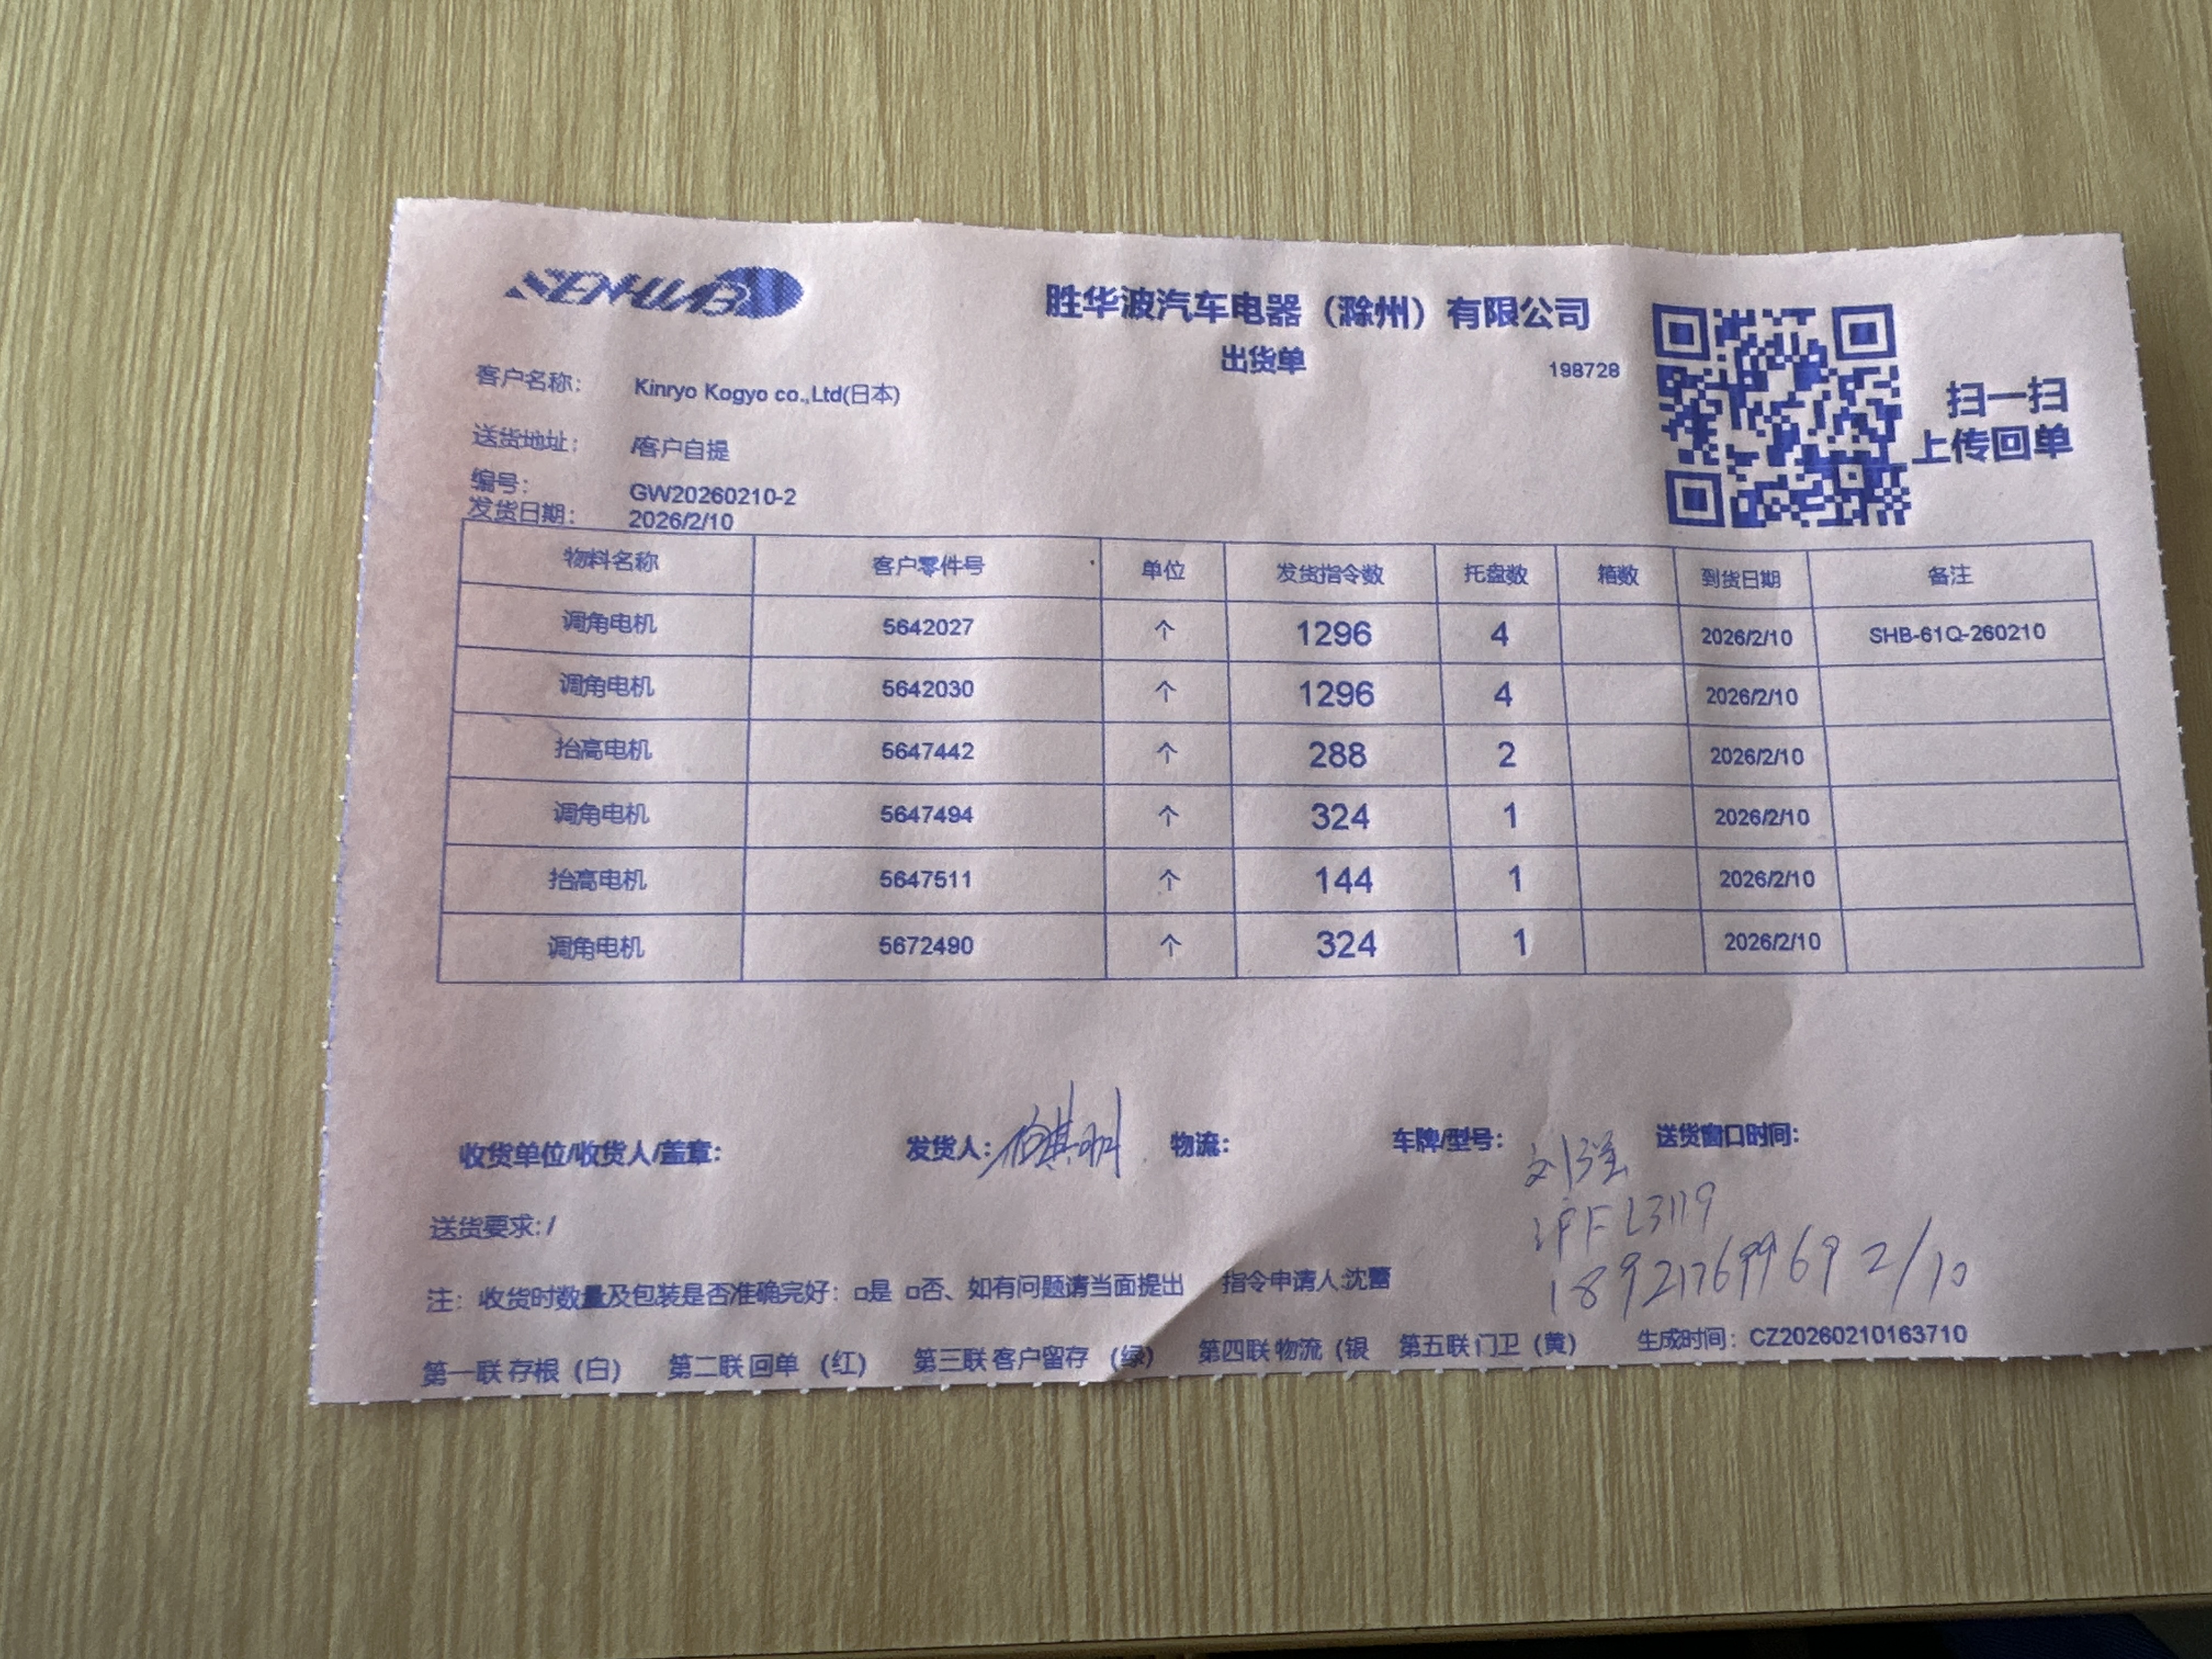 SENHUABO
胜华波汽车电器（滁州）有限公司
出货单
198728
扫一扫
上传回单
客户名称： Kinryo Kogyo co.,Ltd(日本)
送货地址： /客户自提
编号： GW20260210-2
发货日期： 2026/2/10
物料名称 客户零件号 单位 发货指令数 托盘数 箱数 到货日期 备注
调角电机 5642027 个 1296 4 2026/2/10 SHB-61Q-260210
调角电机 5642030 个 1296 4 2026/2/10
抬高电机 5647442 个 288 2 2026/2/10
调角电机 5647494 个 324 1 2026/2/10
抬高电机 5647511 个 144 1 2026/2/10
调角电机 5672490 个 324 1 2026/2/10
收货单位/收货人/盖章： 发货人： 物流： 车牌/型号： 送货窗口时间：
刘强
沪FL3119
送货要求: /
18921769969 2/10
注： 收货时数量及包装是否准确完好：□是 □否、如有问题请当面提出 指令申请人:沈蕾
第一联 存根（白） 第二联 回单 （红） 第三联 客户留存 （绿） 第四联 物流（银 第五联 门卫（黄） 生成时间：CZ20260210163710